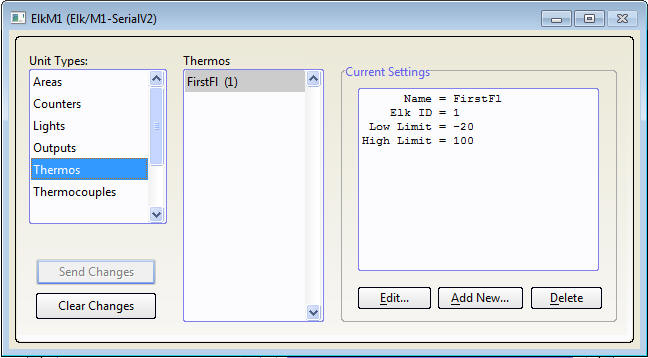 ElkM1 (Elk/M1-SerialV2)
Unit Types:
Areas
Counters
Lights
Outputs
Thermos
Thermocouples
Send Changes
Clear Changes
Thermos
FirstFl (1)
Current Settings
Name = FirstFl
Elk ID = 1
Low Limit = -20
High Limit = 100
Edit...
Add New...
Delete